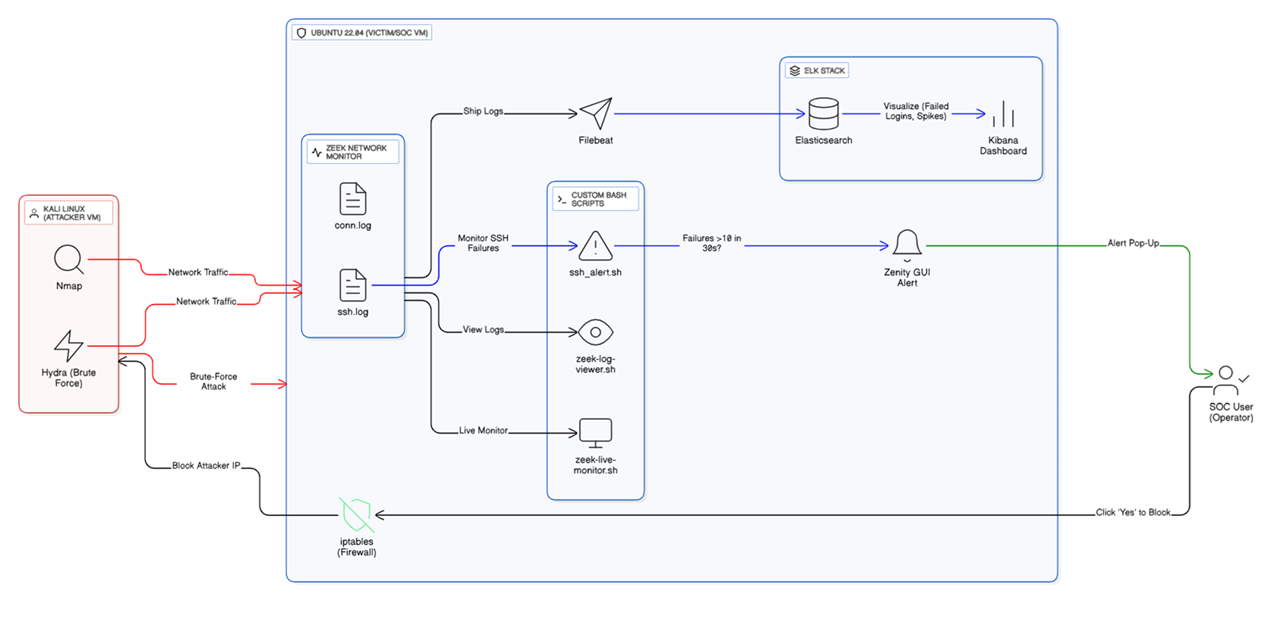 UBUNTU 22.04 (VICTIM/SOC VM)
ELK STACK
Ship Logs
Filebeat
Elasticsearch
Visualize (Failed
Logins, Spikes)
Kibana
Dashboard
ZEEK NETWORK
MONITOR
conn.log
ssh.log
CUSTOM BASH
SCRIPTS
Monitor SSH
Failures
ssh_alert.sh
Failures >10 in
30s?
Zenity GUI
Alert
Alert Pop-Up
KALI LINUX
(ATTACKER VM)
Nmap
Network Traffic
Network Traffic
Hydra (Brute
Force)
Brute-Force
Attack
View Logs
zeek-log-
viewer.sh
Live Monitor
zeek-live-
monitor.sh
SOC User
(Operator)
Block Attacker IP
Click 'Yes' to Block
iptables
(Firewall)